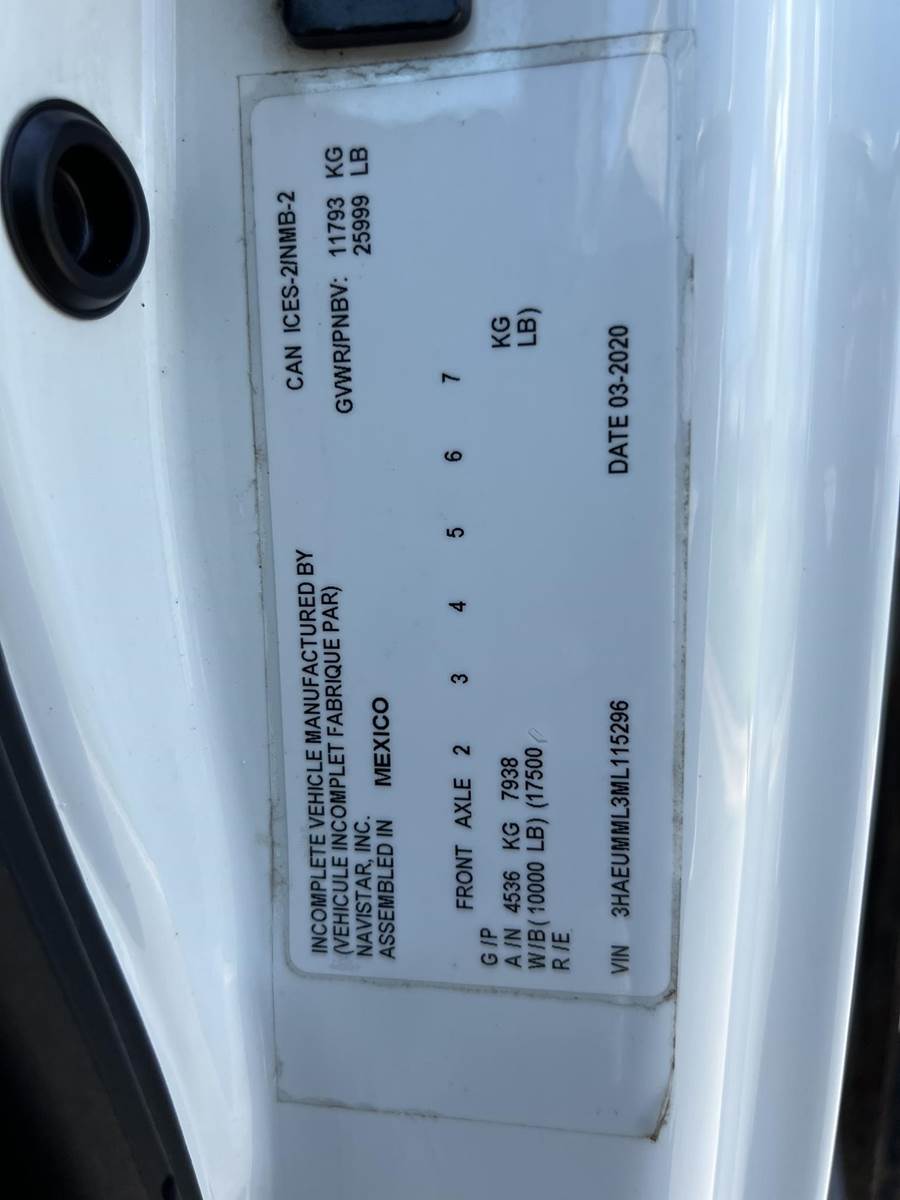 INCOMPLETE VEHICLE MANUFACTURED BY
(VEHICULE INCOMPLET FABRIQUE PAR)
NAVISTAR, INC.
ASSEMBLED IN MEXICO
CAN ICES-2/NMB-2
GVWR/PNBV: 11793 KG
25999 LB
FRONT AXLE 2 3 4 5 6 7
G /P
A /N 4536 KG 7938 KG
W/B (10000 LB) (17500 LB)
R /E
VIN 3HAEUMML3ML115296 DATE 03-2020